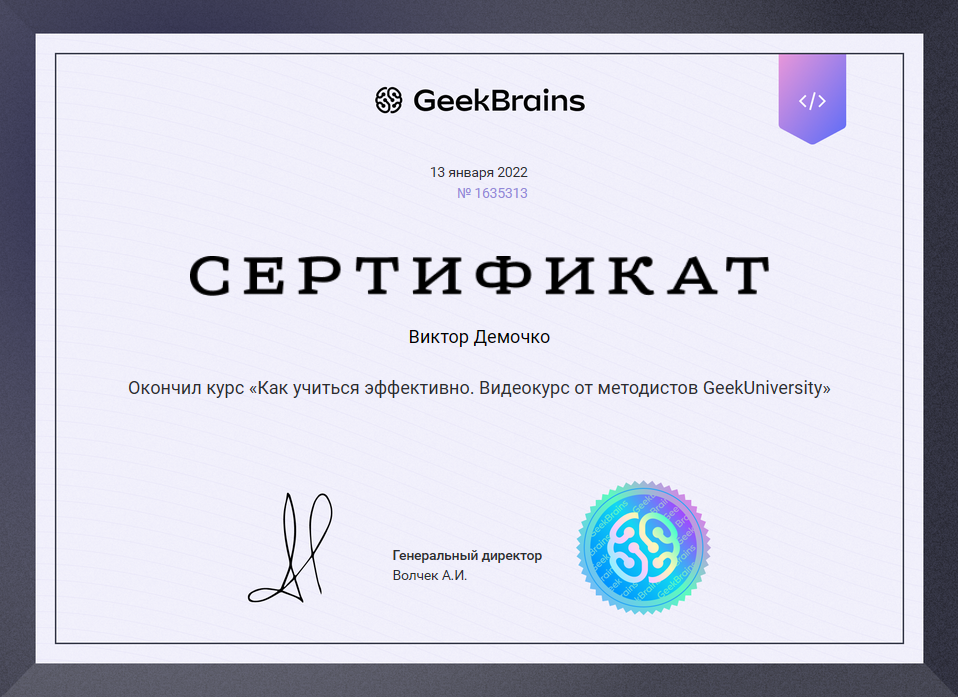 GeekBrains
</>
13 января 2022
№ 1635313
СЕРТИФИКАТ
Виктор Демочко
Окончил курс «Как учиться эффективно. Видеокурс от методистов GeekUniversity»
Генеральный директор
Волчек А.И.
GeekBrains